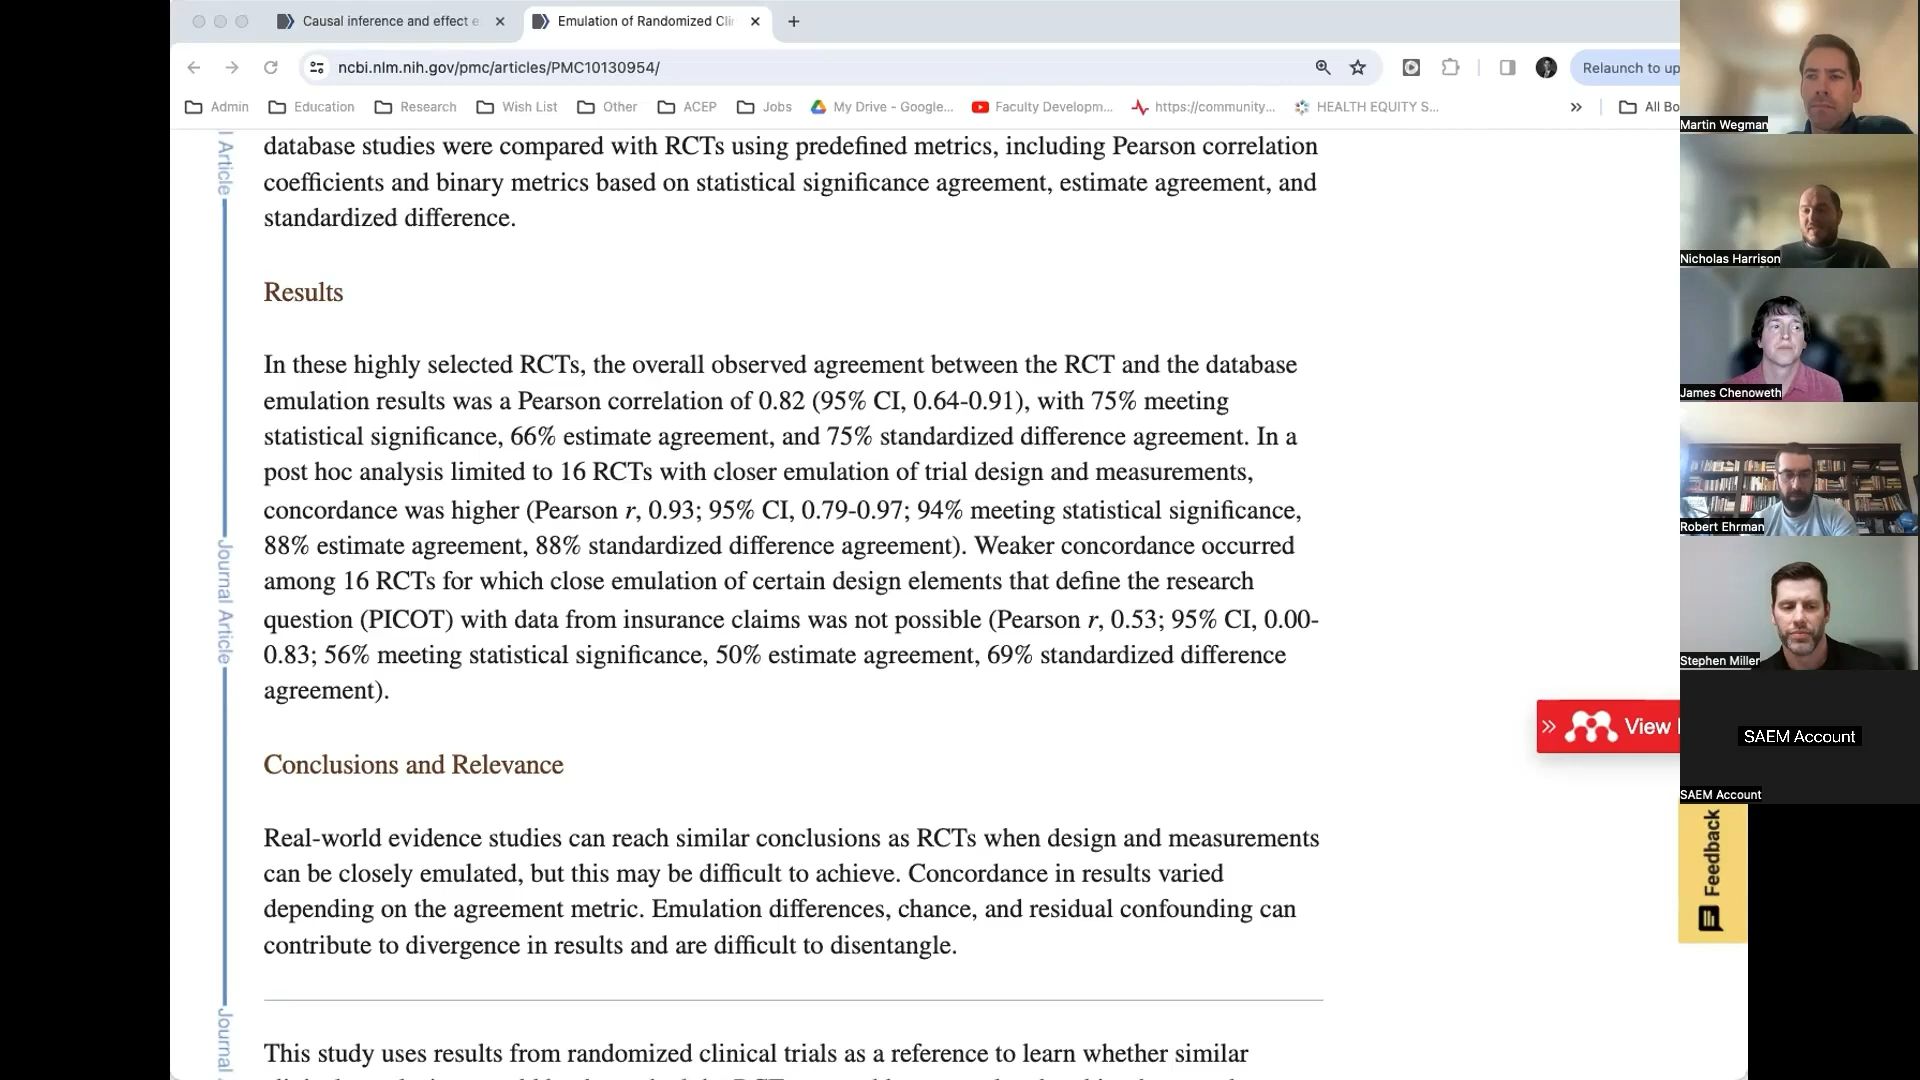 Causal inference and effect e
Emulation of Randomized Cli
ncbi.nlm.nih.gov/pmc/articles/PMC10130954/
Relaunch to up
Admin
Education
Research
Wish List
Other
ACEP
Jobs
My Drive - Google...
Faculty Developm...
https://community...
HEALTH EQUITY S...
All Bo
l Article
Journal Article
Journal
database studies were compared with RCTs using predefined metrics, including Pearson correlation
coefficients and binary metrics based on statistical significance agreement, estimate agreement, and
standardized difference.
Results
In these highly selected RCTs, the overall observed agreement between the RCT and the database
emulation results was a Pearson correlation of 0.82 (95% CI, 0.64-0.91), with 75% meeting
statistical significance, 66% estimate agreement, and 75% standardized difference agreement. In a
post hoc analysis limited to 16 RCTs with closer emulation of trial design and measurements,
concordance was higher (Pearson r, 0.93; 95% CI, 0.79-0.97; 94% meeting statistical significance,
88% estimate agreement, 88% standardized difference agreement). Weaker concordance occurred
among 16 RCTs for which close emulation of certain design elements that define the research
question (PICOT) with data from insurance claims was not possible (Pearson r, 0.53; 95% CI, 0.00-
0.83; 56% meeting statistical significance, 50% estimate agreement, 69% standardized difference
agreement).
Conclusions and Relevance
Real-world evidence studies can reach similar conclusions as RCTs when design and measurements
can be closely emulated, but this may be difficult to achieve. Concordance in results varied
depending on the agreement metric. Emulation differences, chance, and residual confounding can
contribute to divergence in results and are difficult to disentangle.
This study uses results from randomized clinical trials as a reference to learn whether similar
View
Feedback
Martin Wegman
Nicholas Harrison
James Chenoweth
Robert Ehrman
Stephen Miller
SAEM Account
SAEM Account